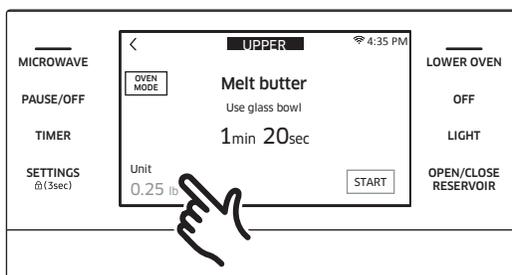 MICROWAVE
PAUSE/OFF
TIMER
SETTINGS
(3sec)
UPPER
4:35 PM
OVEN
MODE
Melt butter
Use glass bowl
1min 20sec
Unit
0.25 lb
START
LOWER OVEN
OFF
LIGHT
OPEN/CLOSE
RESERVOIR